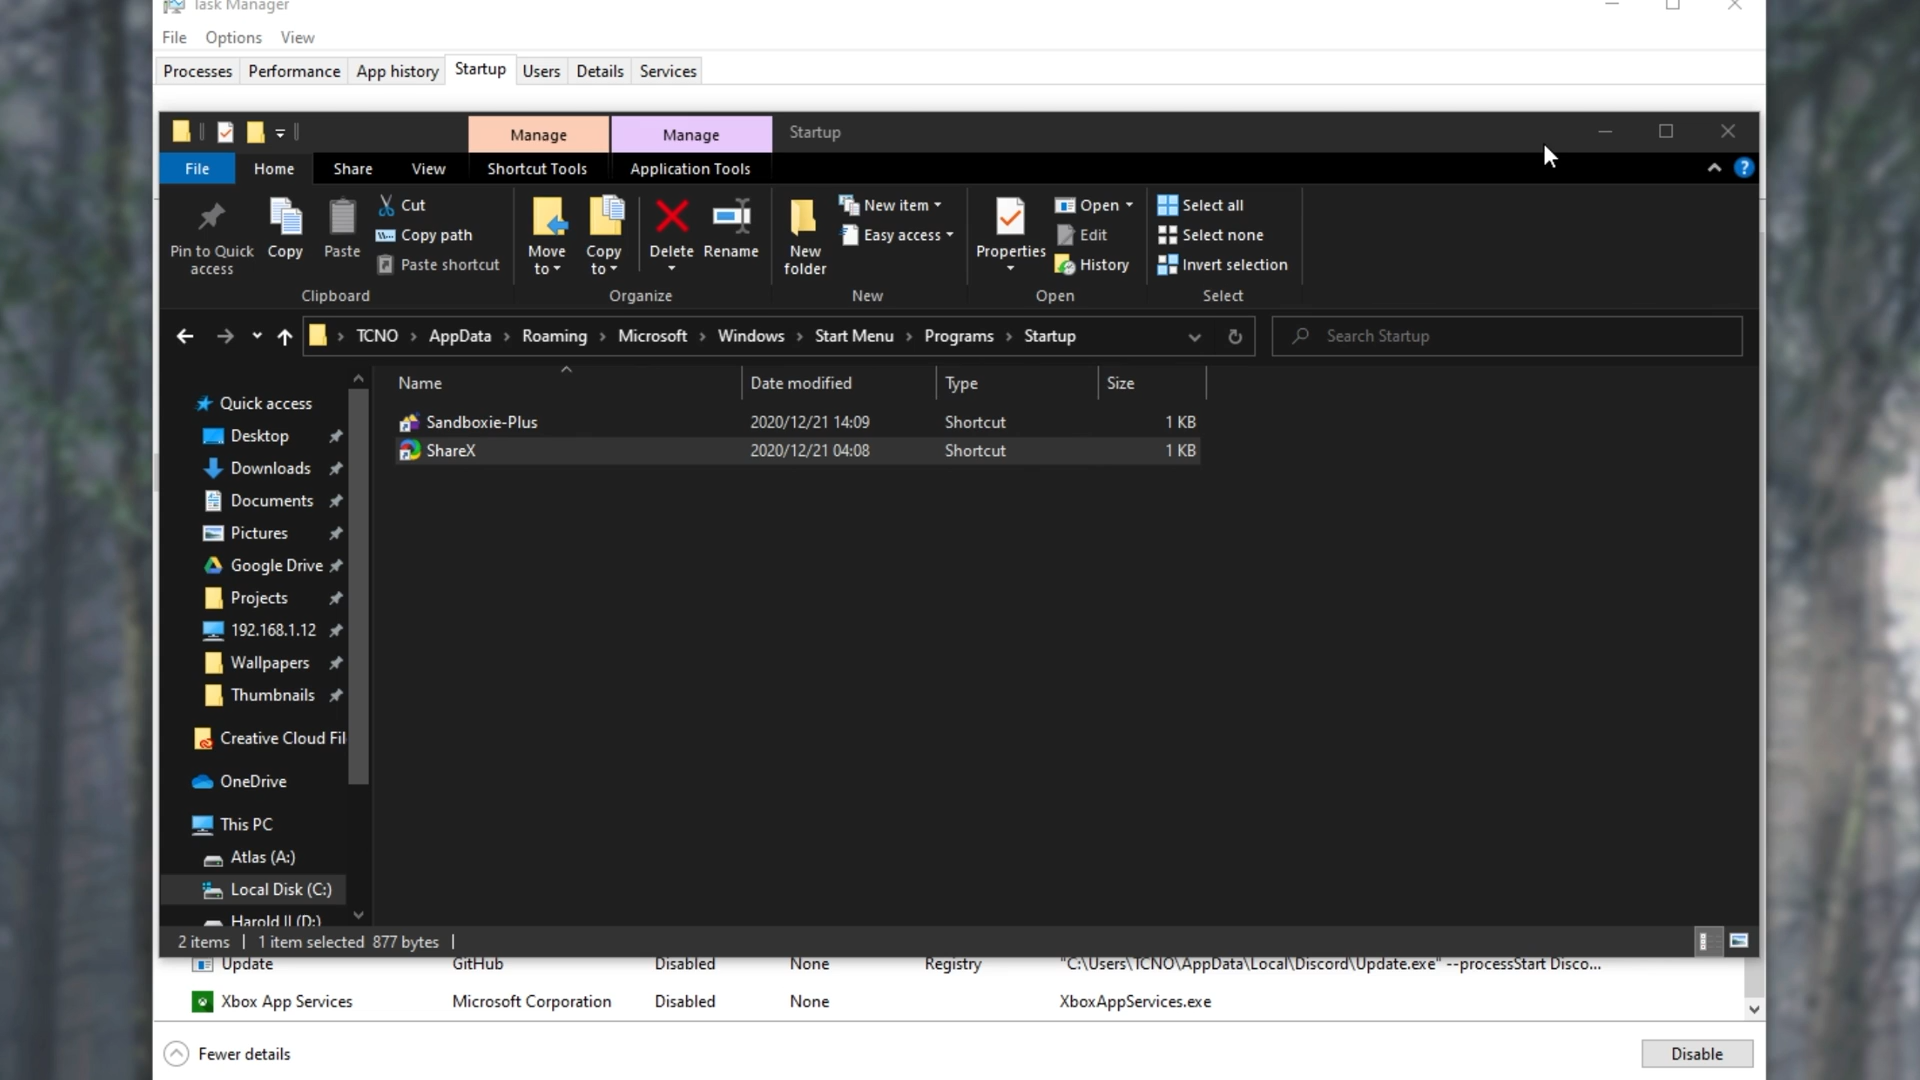 Task Manager
File Options View
Processes Performance App history Startup Users Details Services
Manage Manage Startup
File Home Share View Shortcut Tools Application Tools
Pin to Quick access
Copy
Paste
Cut
Copy path
Paste shortcut
Clipboard
Move to
Copy to
Delete
Rename
Organize
New folder
New item
Easy access
New
Properties
Open
Edit
History
Open
Select all
Select none
Invert selection
Select
TCNO > AppData > Roaming > Microsoft > Windows > Start Menu > Programs > Startup
Search Startup
Name Date modified Type Size
Sandboxie-Plus 2020/12/21 14:09 Shortcut 1 KB
ShareX 2020/12/21 04:08 Shortcut 1 KB
Quick access
Desktop
Downloads
Documents
Pictures
Google Drive
Projects
192.168.1.12
Wallpapers
Thumbnails
Creative Cloud Fil
OneDrive
This PC
Atlas (A:)
Local Disk (C:)
Harold II (D:)
2 items 1 item selected 877 bytes
Update GitHub Disabled None Registry "C:\Users\TCNO\AppData\Local\Discord\Update.exe" --processStart Disco...
Xbox App Services Microsoft Corporation Disabled None XboxAppServices.exe
Fewer details
Disable